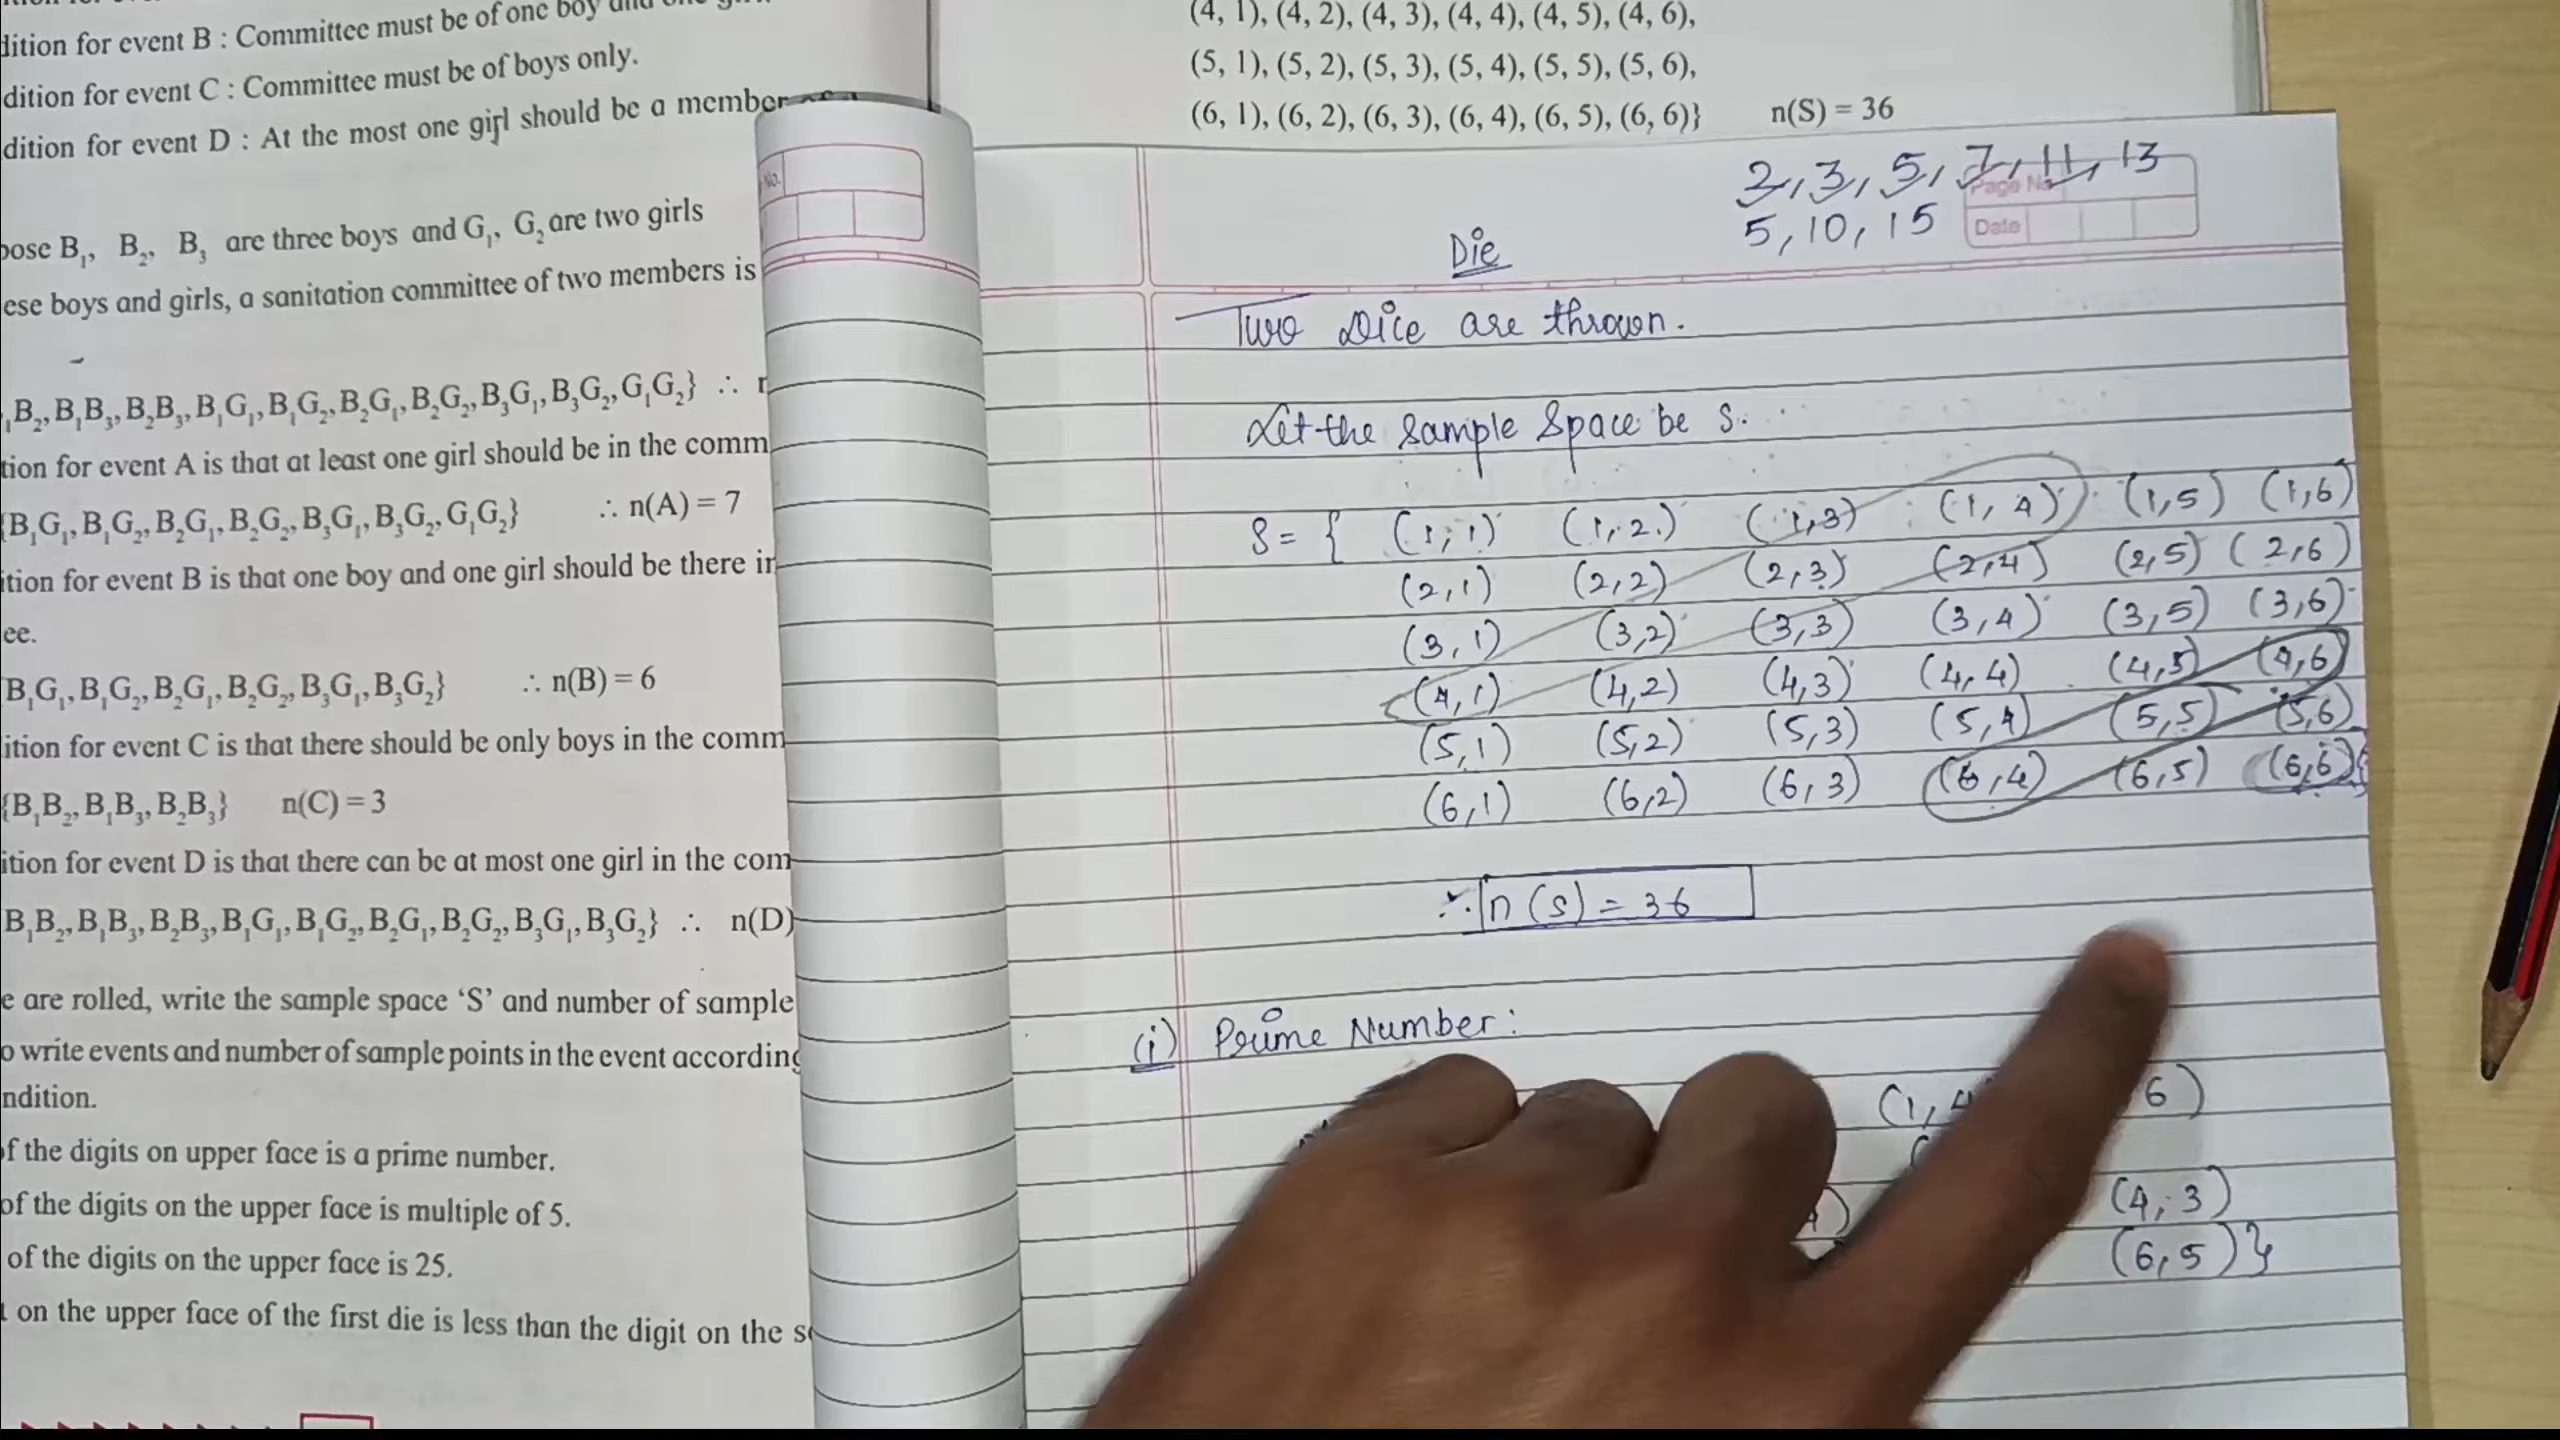 dition for event B : Committee must be of one boy
dition for event C : Committee must be of boys only.
dition for event D : At the most one girl should be a member
pose B₁, B₂, B₃ are three boys and G₁, G₂ are two girls
ese boys and girls, a sanitation committee of two members is
₁B₂, B₁B₃, B₂B₃, B₁G₁, B₁G₂, B₂G₁, B₂G₂, B₃G₁, B₃G₂, G₁G₂} ∴
tion for event A is that at least one girl should be in the comm
{B₁G₁, B₁G₂, B₂G₁, B₂G₂, B₃G₁, B₃G₂, G₁G₂} ∴ n(A) = 7
ition for event B is that one boy and one girl should be there in
ee.
B₁G₁, B₁G₂, B₂G₁, B₂G₂, B₃G₁, B₃G₂} ∴ n(B) = 6
ition for event C is that there should be only boys in the comm
{B₁B₂, B₁B₃, B₂B₃} n(C) = 3
ition for event D is that there can be at most one girl in the com
B₁B₂, B₁B₃, B₂B₃, B₁G₁, B₁G₂, B₂G₁, B₂G₂, B₃G₁, B₃G₂} ∴ n(D)
e are rolled, write the sample space ‘S’ and number of sample
o write events and number of sample points in the event according
ndition.
of the digits on upper face is a prime number.
of the digits on the upper face is multiple of 5.
of the digits on the upper face is 25.
t on the upper face of the first die is less than the digit on the s
(4, 1), (4, 2), (4, 3), (4, 4), (4, 5), (4, 6),
(5, 1), (5, 2), (5, 3), (5, 4), (5, 5), (5, 6),
(6, 1), (6, 2), (6, 3), (6, 4), (6, 5), (6, 6)} n(S) = 36
No.
2, 3, 5, 7, 11, 13
Page No
5, 10, 15
Date
Die
Two Dice are thrown.
Let the Sample Space be S.
S = { (1, 1) (1, 2) (1, 3) (1, 4) (1, 5) (1, 6)
(2, 1) (2, 2) (2, 3) (2, 4) (2, 5) (2, 6)
(3, 1) (3, 2) (3, 3) (3, 4) (3, 5) (3, 6)
(4, 1) (4, 2) (4, 3) (4, 4) (4, 5) (4, 6)
(5, 1) (5, 2) (5, 3) (5, 4) (5, 5) (5, 6)
(6, 1) (6, 2) (6, 3) (6, 4) (6, 5) (6, 6)}
∴ n (S) = 36
(i) Prime Number :
(1, 4 6)
(4, 3)
(6, 5) }